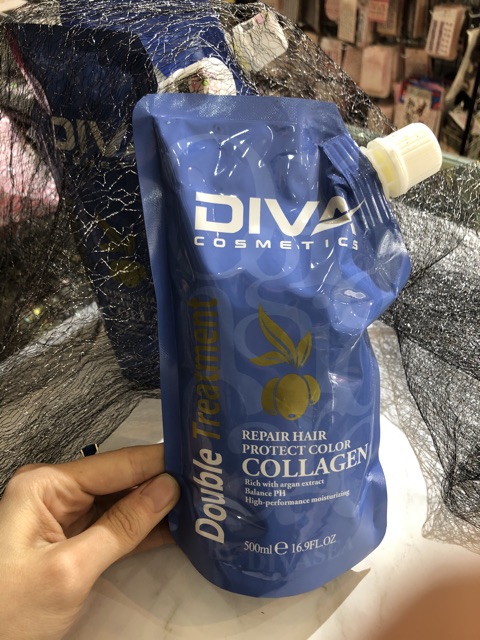 DIVA
DIVA
COSMETICS
Double Treatment
REPAIR HAIR
PROTECT COLOR
COLLAGEN
Rich with argan extract
Balance PH
High-performance moisturizing
500ml ℮ 16.9FL.OZ